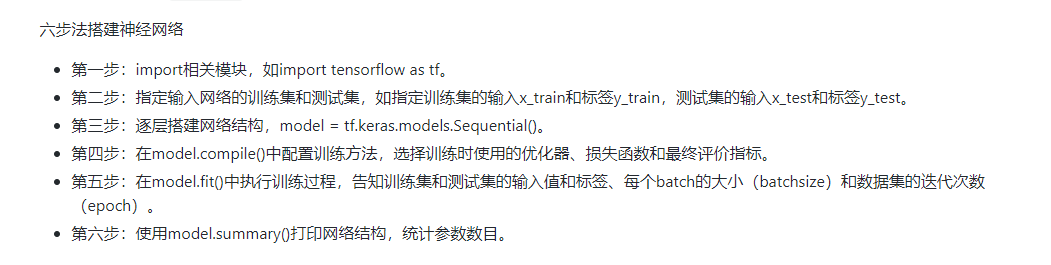 六步法搭建神经网络
• 第一步：import相关模块，如import tensorflow as tf。
• 第二步：指定输入网络的训练集和测试集，如指定训练集的输入x_train和标签y_train，测试集的输入x_test和标签y_test。
• 第三步：逐层搭建网络结构，model = tf.keras.models.Sequential()。
• 第四步：在model.compile()中配置训练方法，选择训练时使用的优化器、损失函数和最终评价指标。
• 第五步：在model.fit()中执行训练过程，告知训练集和测试集的输入值和标签、每个batch的大小（batchsize）和数据集的迭代次数
（epoch）。
• 第六步：使用model.summary()打印网络结构，统计参数数目。